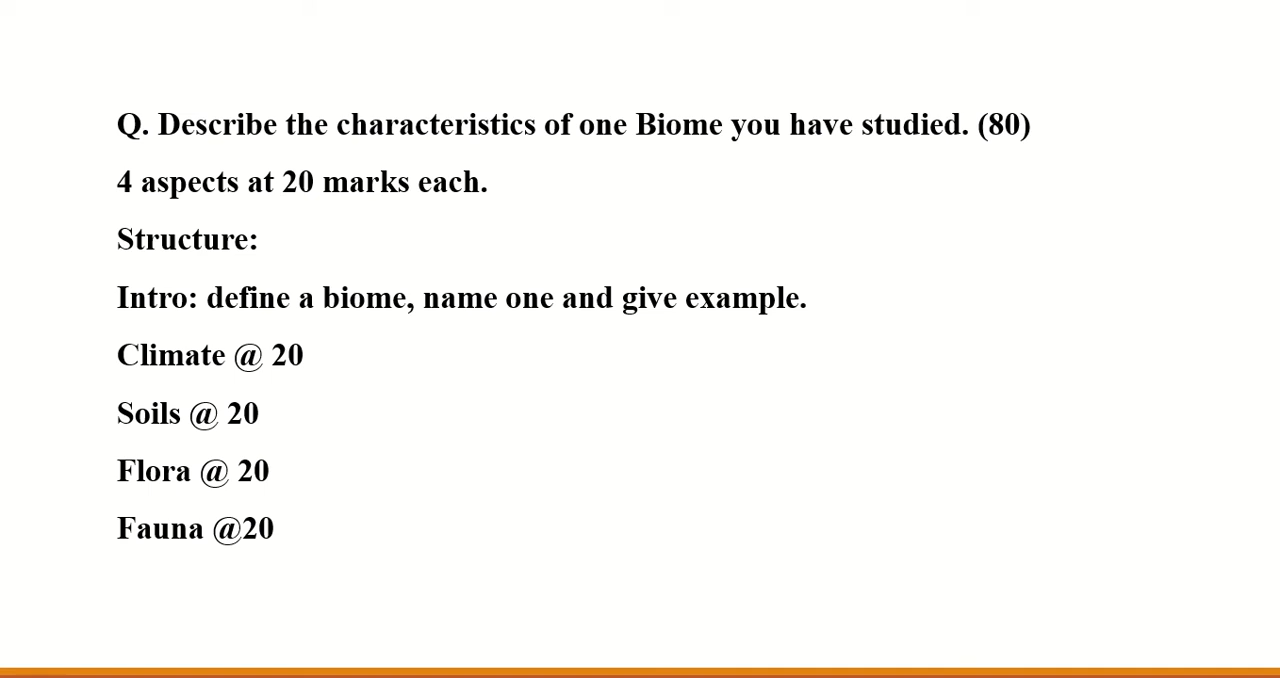 Q. Describe the characteristics of one Biome you have studied. (80)
4 aspects at 20 marks each.
Structure:
Intro: define a biome, name one and give example.
Climate @ 20
Soils @ 20
Flora @ 20
Fauna @20